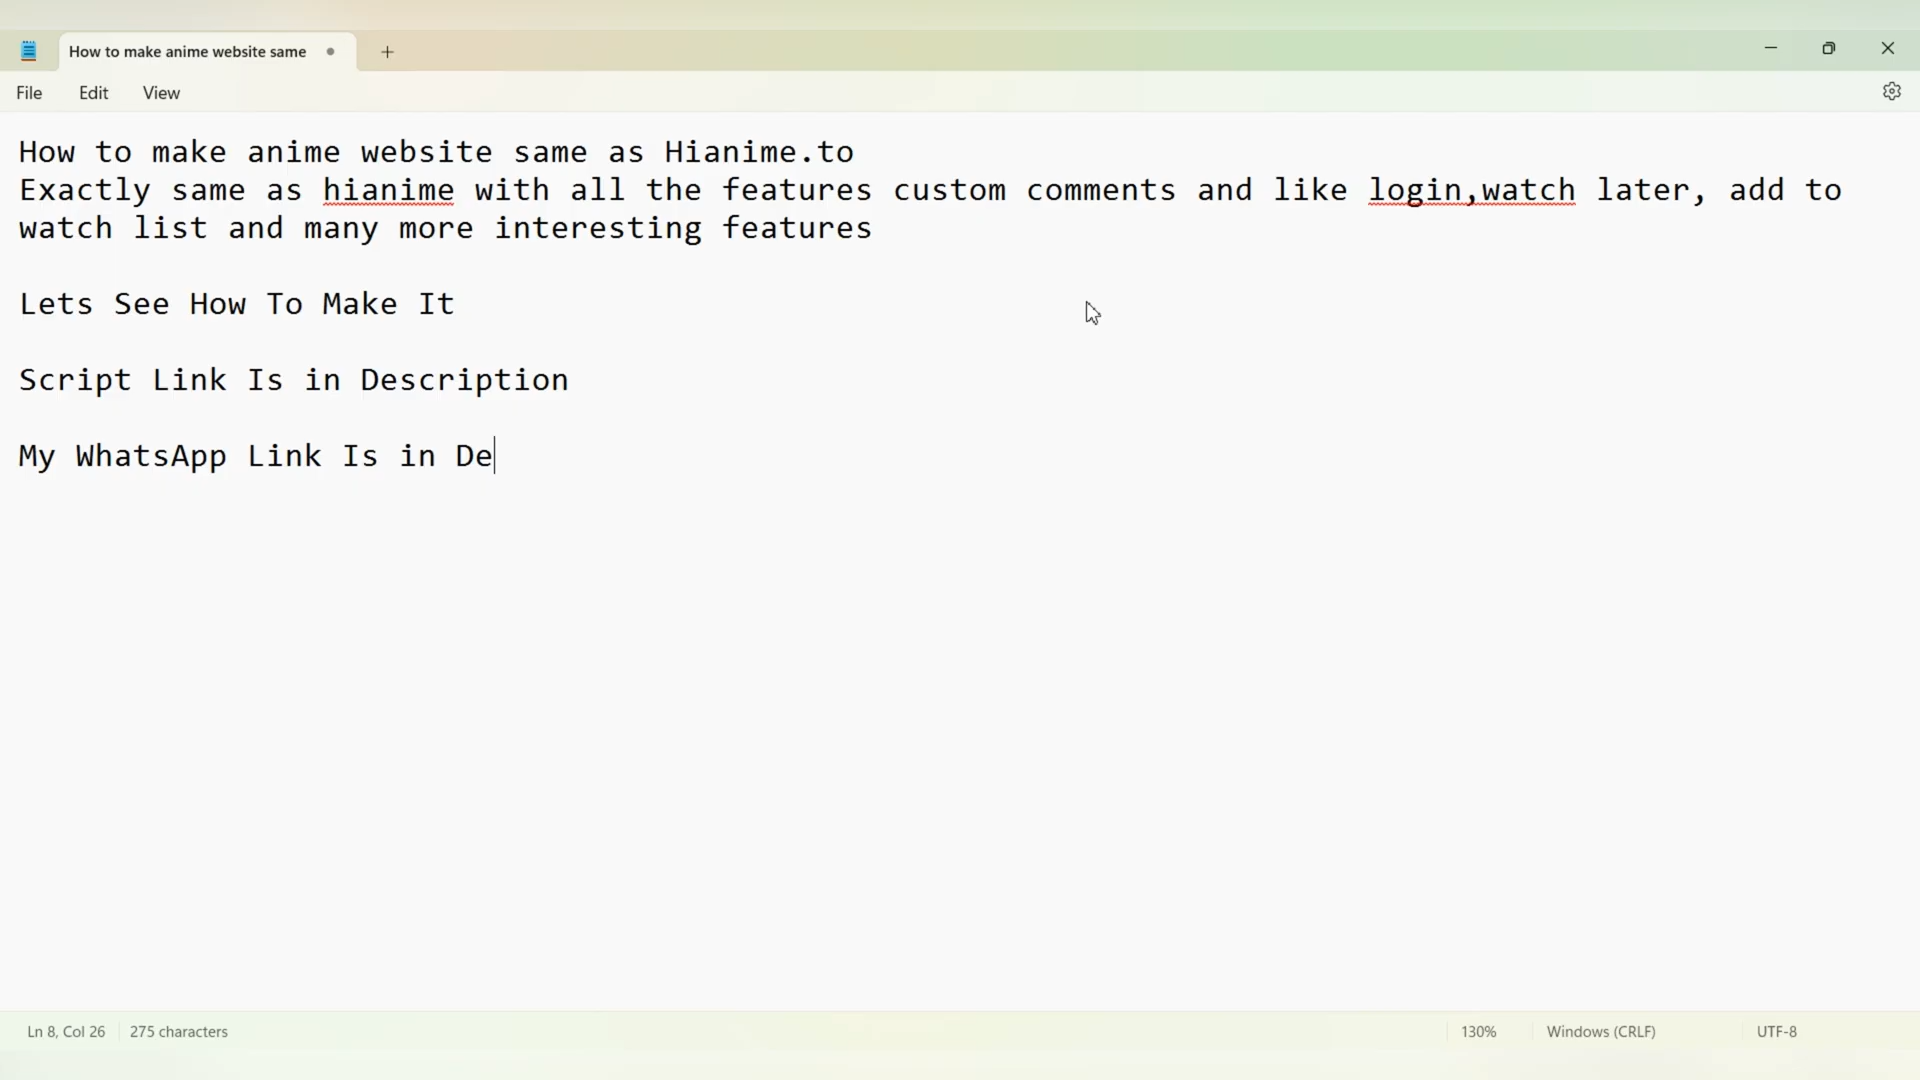 How to make anime website same
File Edit View
How to make anime website same as Hianime.to
Exactly same as hianime with all the features custom comments and like login,watch later, add to
watch list and many more interesting features
Lets See How To Make It
Script Link Is in Description
My WhatsApp Link Is in De
Ln 8, Col 26 275 characters 130% Windows (CRLF) UTF-8